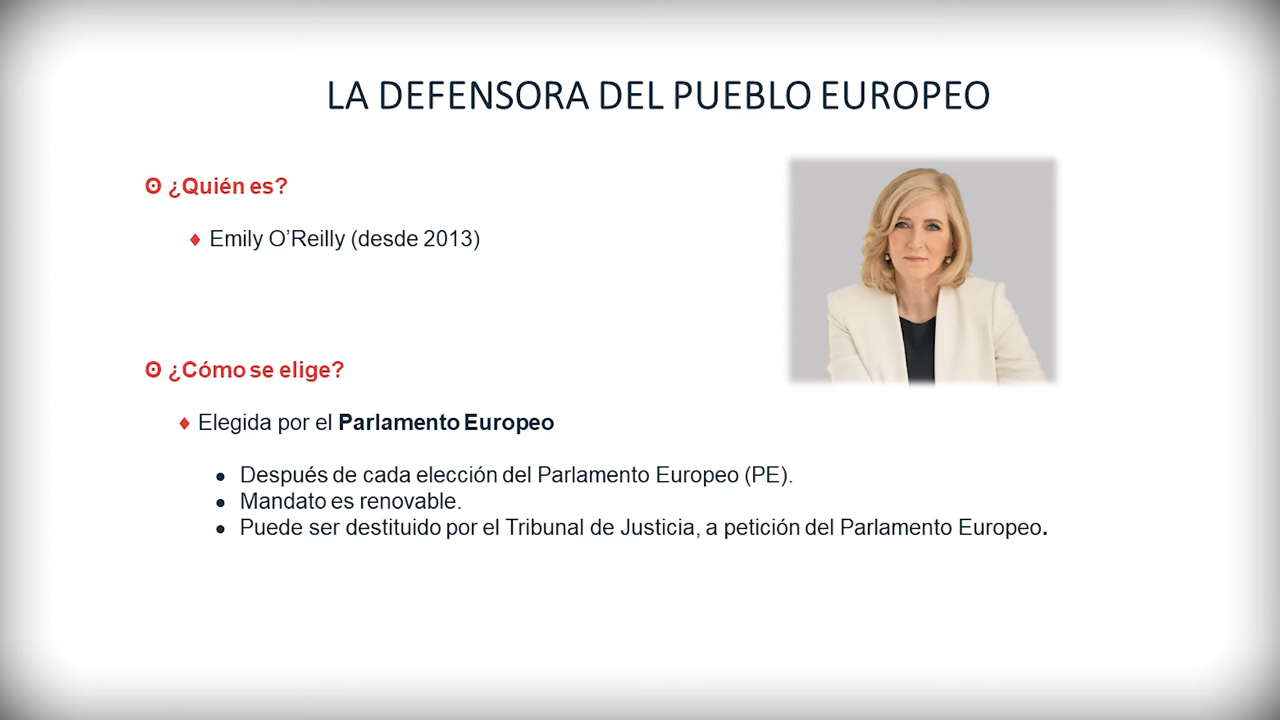 LA DEFENSORA DEL PUEBLO EUROPEO
¿Quién es?
Emily O’Reilly (desde 2013)
¿Cómo se elige?
Elegida por el Parlamento Europeo
Después de cada elección del Parlamento Europeo (PE).
Mandato es renovable.
Puede ser destituido por el Tribunal de Justicia, a petición del Parlamento Europeo.